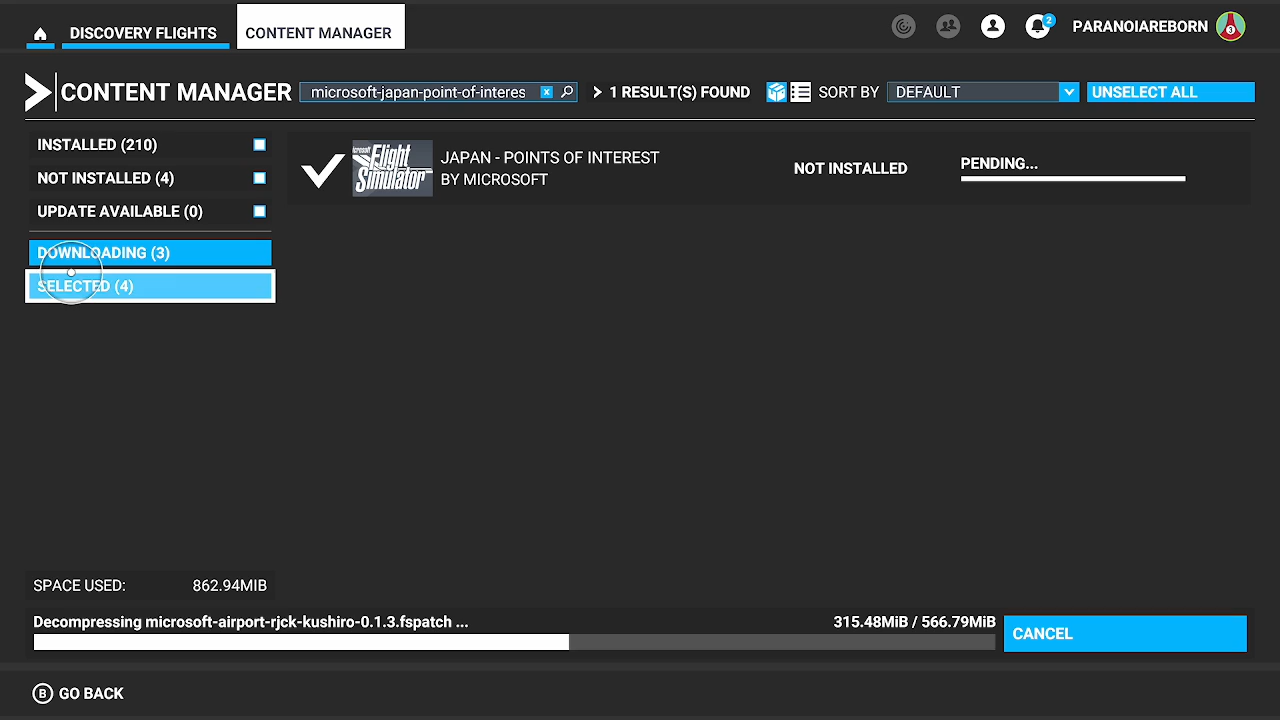 DISCOVERY FLIGHTS
CONTENT MANAGER
2
PARANOIAREBORN
3
CONTENT MANAGER
microsoft-japan-point-of-interes
x
1 RESULT(S) FOUND
SORT BY
DEFAULT
UNSELECT ALL
INSTALLED (210)
NOT INSTALLED (4)
UPDATE AVAILABLE (0)
DOWNLOADING (3)
SELECTED (4)
Microsoft
Flight
Simulator
JAPAN - POINTS OF INTEREST
BY MICROSOFT
NOT INSTALLED
PENDING...
SPACE USED:
862.94MIB
Decompressing microsoft-airport-rjck-kushiro-0.1.3.fspatch ...
315.48MiB / 566.79MiB
CANCEL
B GO BACK